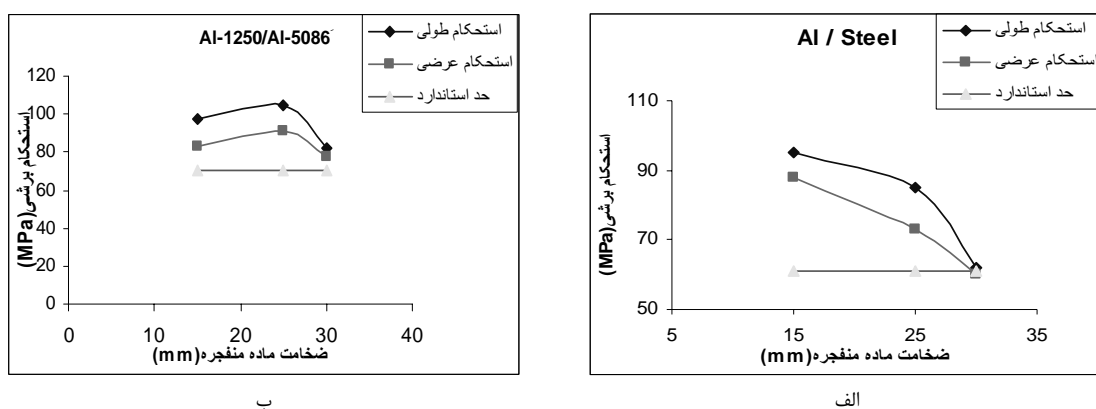 Al / Steel
استحکام طولی
استحکام عرضی
حد استاندارد
استحکام برشی(MPa)
110
90
70
50
5
15
25
35
ضخامت ماده منفجره(mm)
الف
Al-1250/Al-5086
استحکام طولی
استحکام عرضی
حد استاندارد
استحکام برشی(MPa)
120
100
80
60
40
20
0
0
10
20
30
40
ضخامت ماده منفجره(mm)
ب